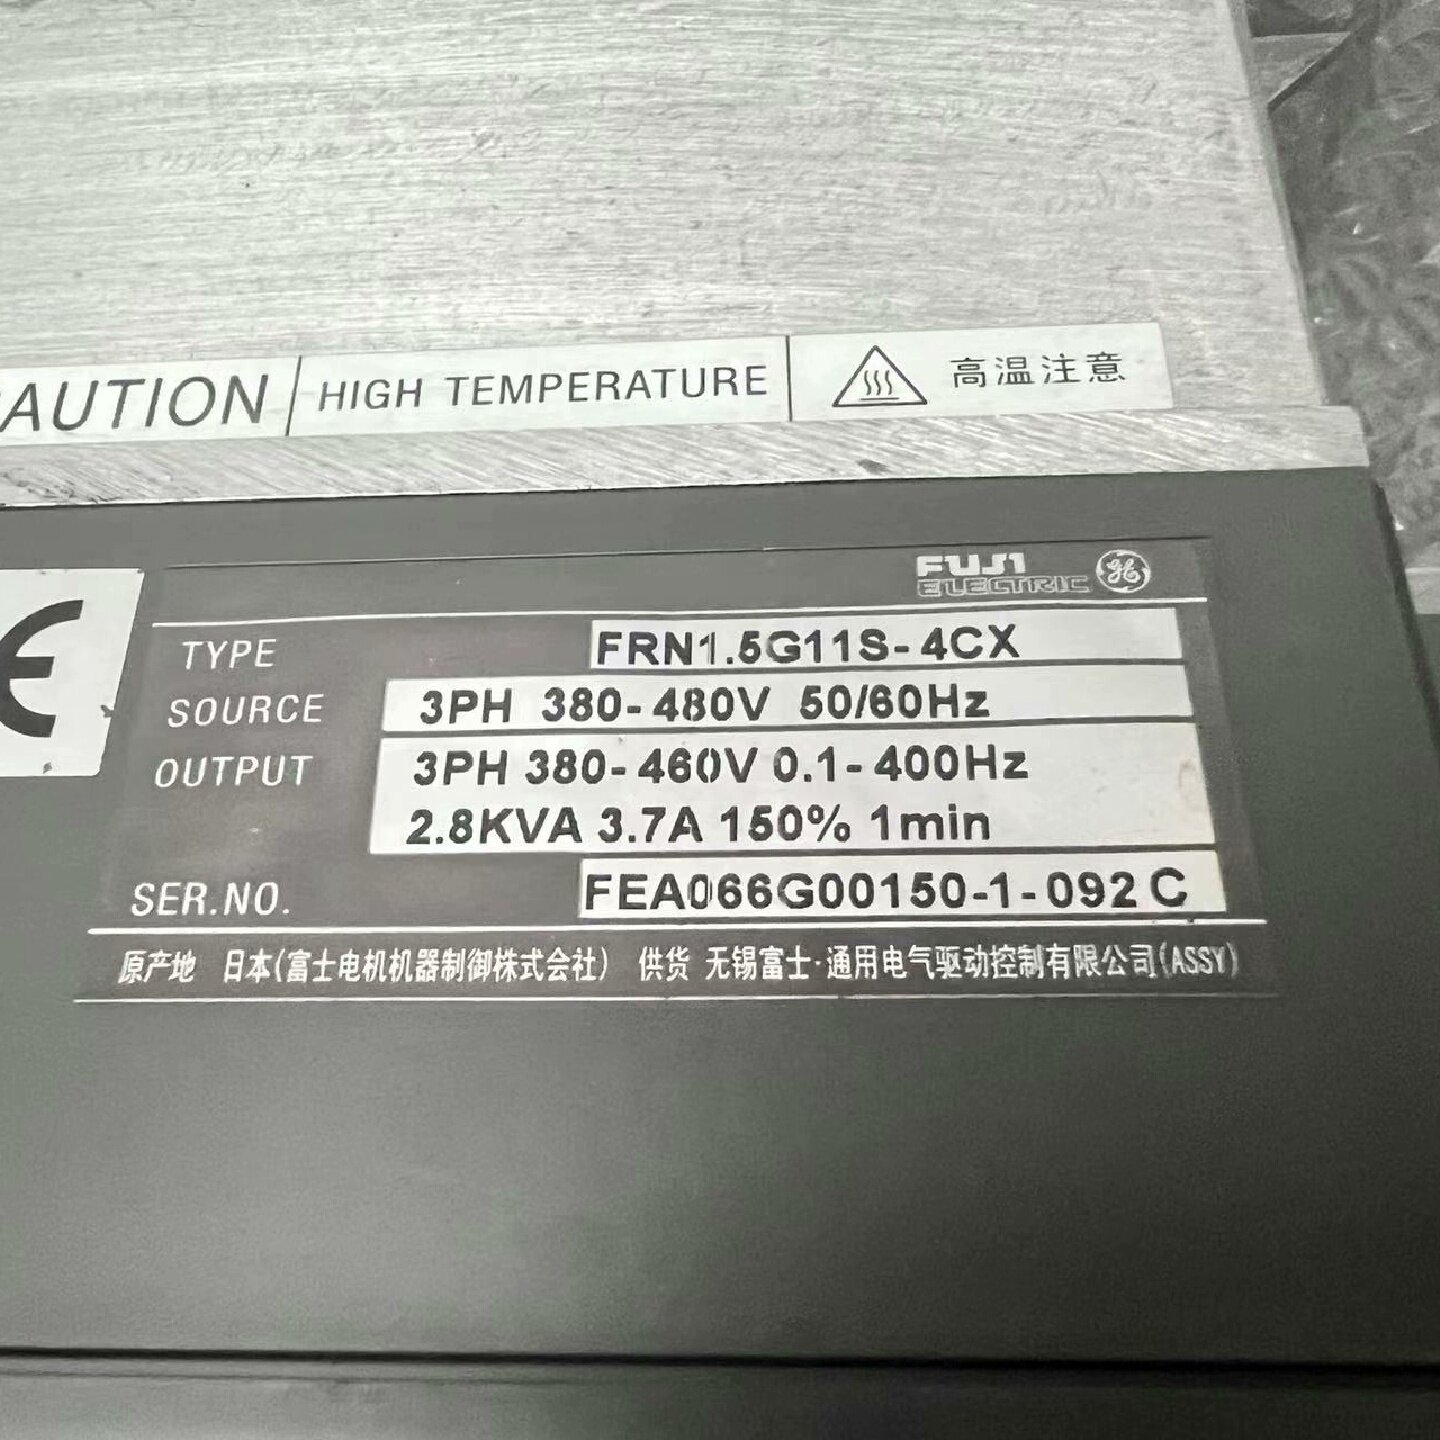 CAUTION HIGH TEMPERATURE 高温注意
CE
FUJI
ELECTRIC GE
TYPE FRN1.5G11S-4CX
SOURCE 3PH 380-480V 50/60Hz
OUTPUT 3PH 380-460V 0.1-400Hz
2.8KVA 3.7A 150% 1min
SER.NO. FEA066G00150-1-092 C
原产地 日本(富士电机机器制御株式会社) 供货 无锡富士·通用电气驱动控制有限公司(ASSY)